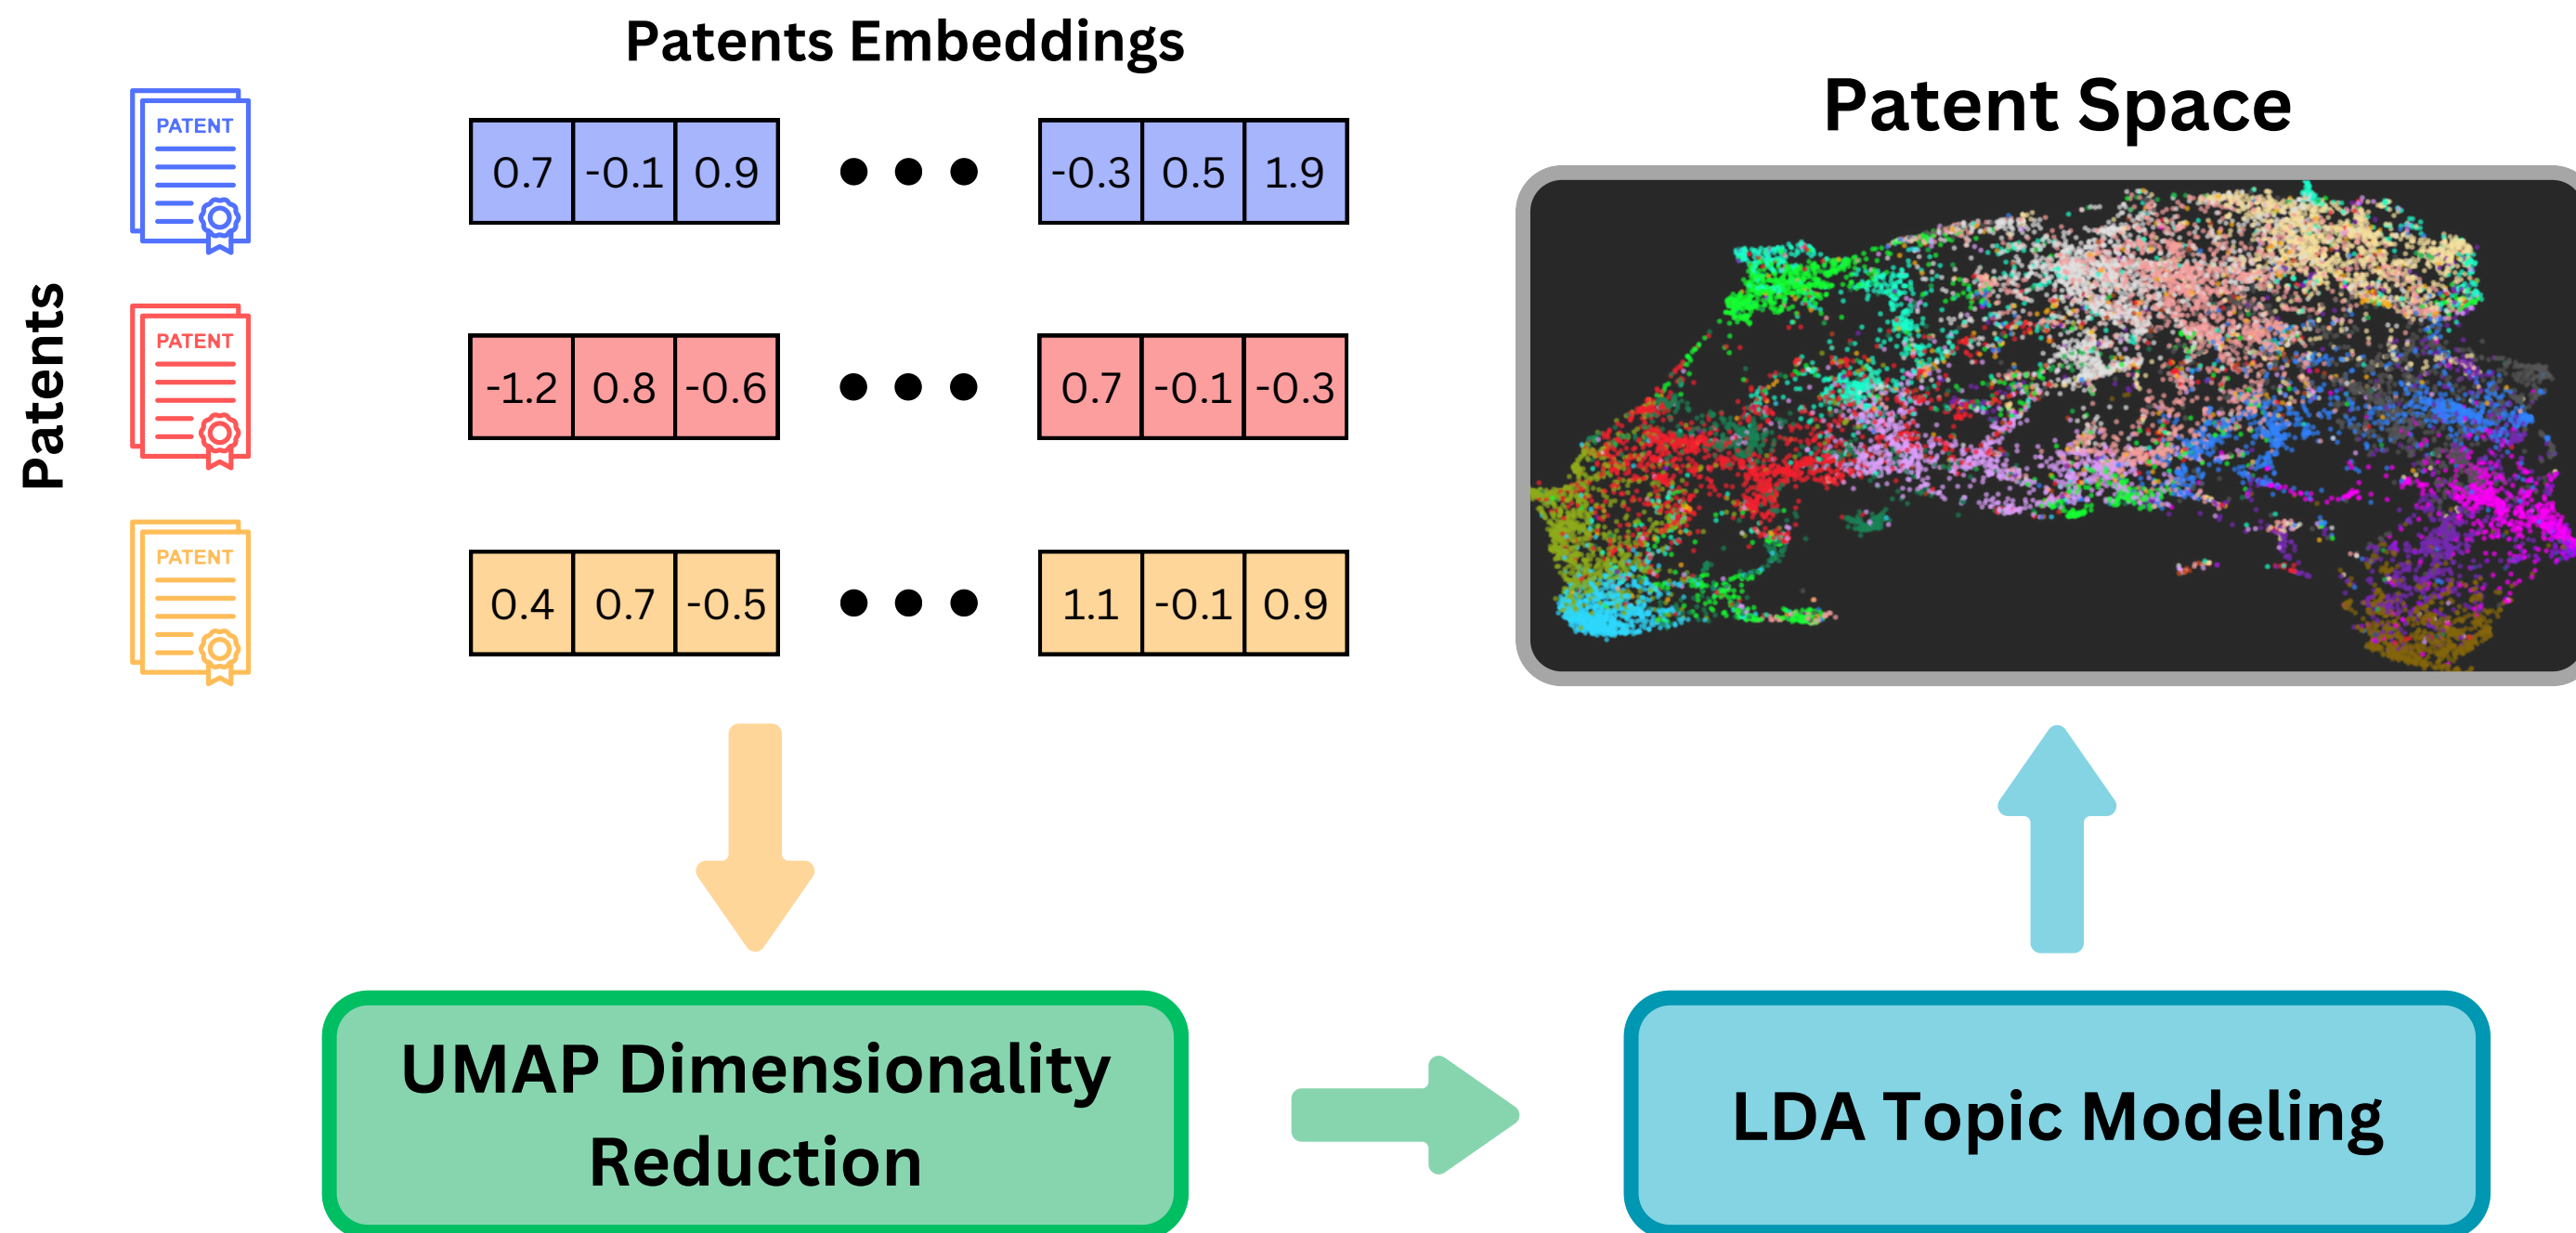 Patents Embeddings
Patent Space
Patents
PATENT
0.7 -0.1 0.9 ••• -0.3 0.5 1.9
PATENT
-1.2 0.8 -0.6 ••• 0.7 -0.1 -0.3
PATENT
0.4 0.7 -0.5 ••• 1.1 -0.1 0.9
UMAP Dimensionality
Reduction
LDA Topic Modeling